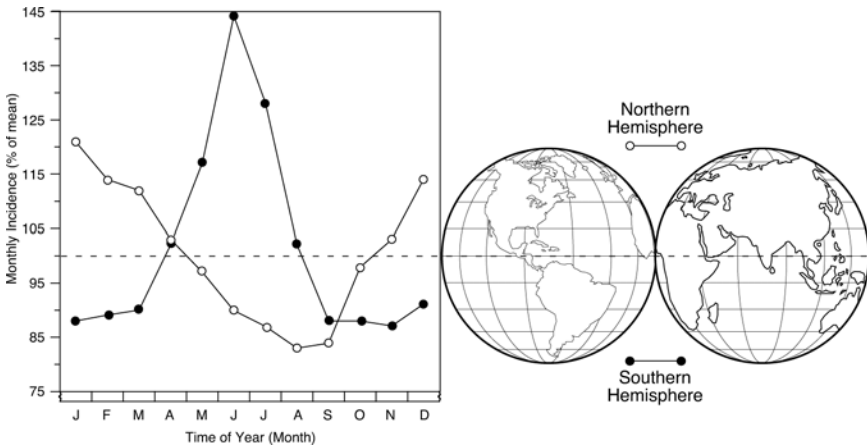 145
135
125
115
105
95
85
75
Monthly Incidence (% of mean)
J F M A M J J A S O N D
Time of Year (Month)
Northern
Hemisphere
Southern
Hemisphere